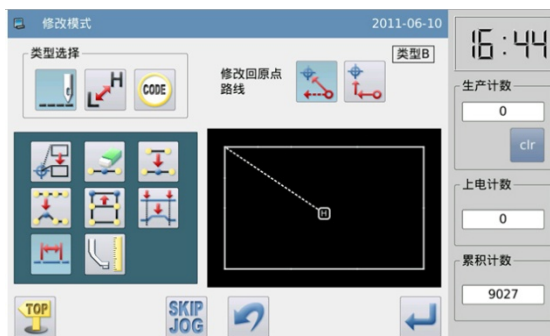 修改模式
2011-06-10
16:44
类型选择
L H
CODE
修改回原点
路线
类型B
生产计数
0
clr
上电计数
0
累积计数
9027
H
TOP
SKIP
JOG